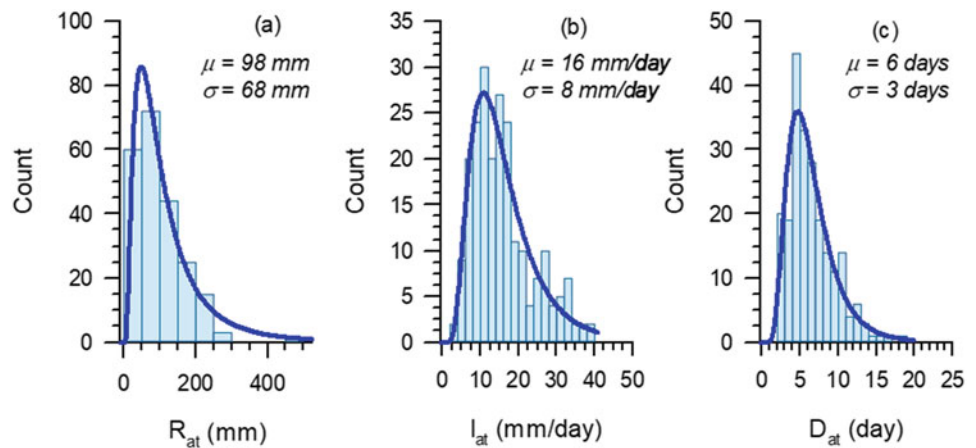 (a)
μ = 98 mm
σ = 68 mm
100
80
60
40
20
0
Count
0 200 400
R_at (mm)
(b)
μ = 16 mm/day
σ = 8 mm/day
35
30
25
20
15
10
5
0
Count
0 10 20 30 40 50
I_at (mm/day)
(c)
μ = 6 days
σ = 3 days
50
40
30
20
10
0
Count
0 5 10 15 20 25
D_at (day)